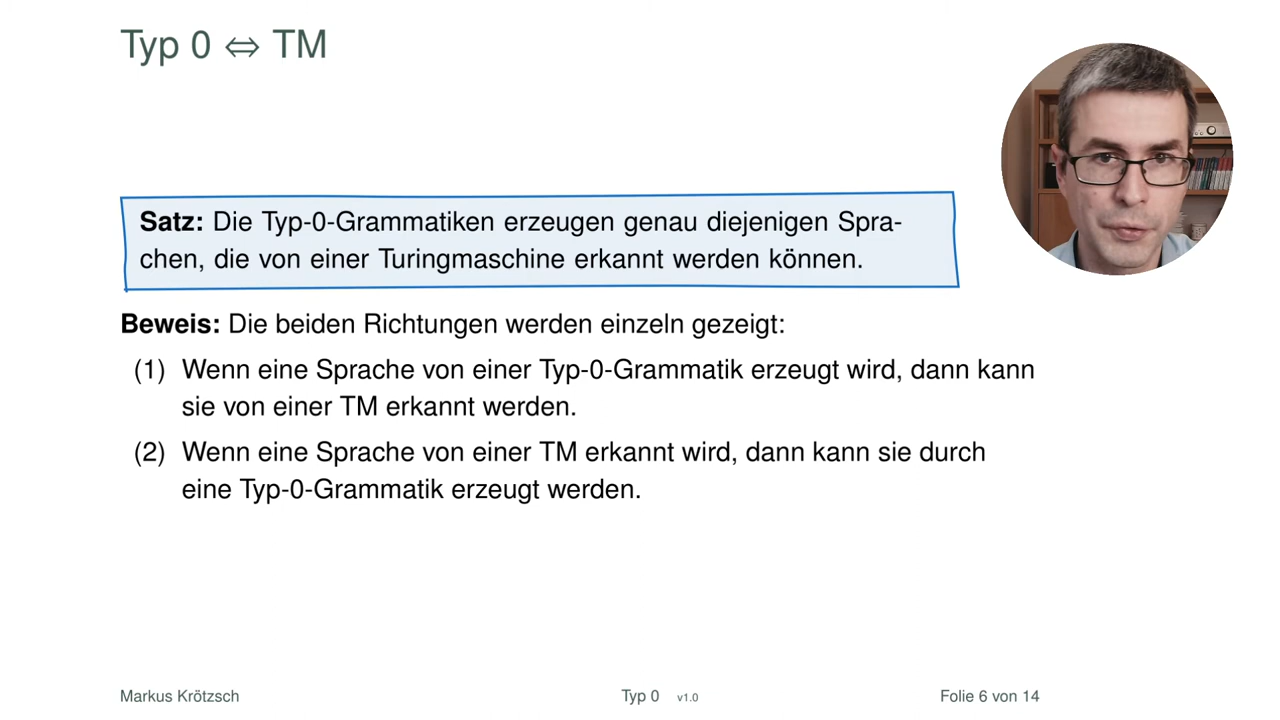 Typ 0 ⇔ TM
Satz: Die Typ-0-Grammatiken erzeugen genau diejenigen Spra-
chen, die von einer Turingmaschine erkannt werden können.
Beweis: Die beiden Richtungen werden einzeln gezeigt:
(1) Wenn eine Sprache von einer Typ-0-Grammatik erzeugt wird, dann kann
sie von einer TM erkannt werden.
(2) Wenn eine Sprache von einer TM erkannt wird, dann kann sie durch
eine Typ-0-Grammatik erzeugt werden.
Markus Krötzsch Typ 0 v1.0 Folie 6 von 14